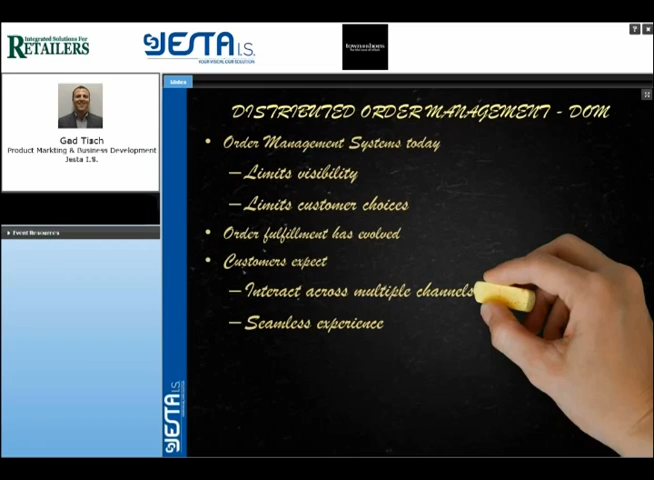 Integrated Solutions For
RETAILERS
JESTA I.S.
YOUR VISION, OUR SOLUTION
Slides
Gad Tisch
Product Markting & Business Development
Jesta I.S.
Event Resources
DISTRIBUTED ORDER MANAGEMENT - DOM
• Order Management Systems today
– Limits visibility
– Limits customer choices
• Order fulfillment has evolved
• Customers expect
– Interact across multiple channels
– Seamless experience
JESTA I.S.